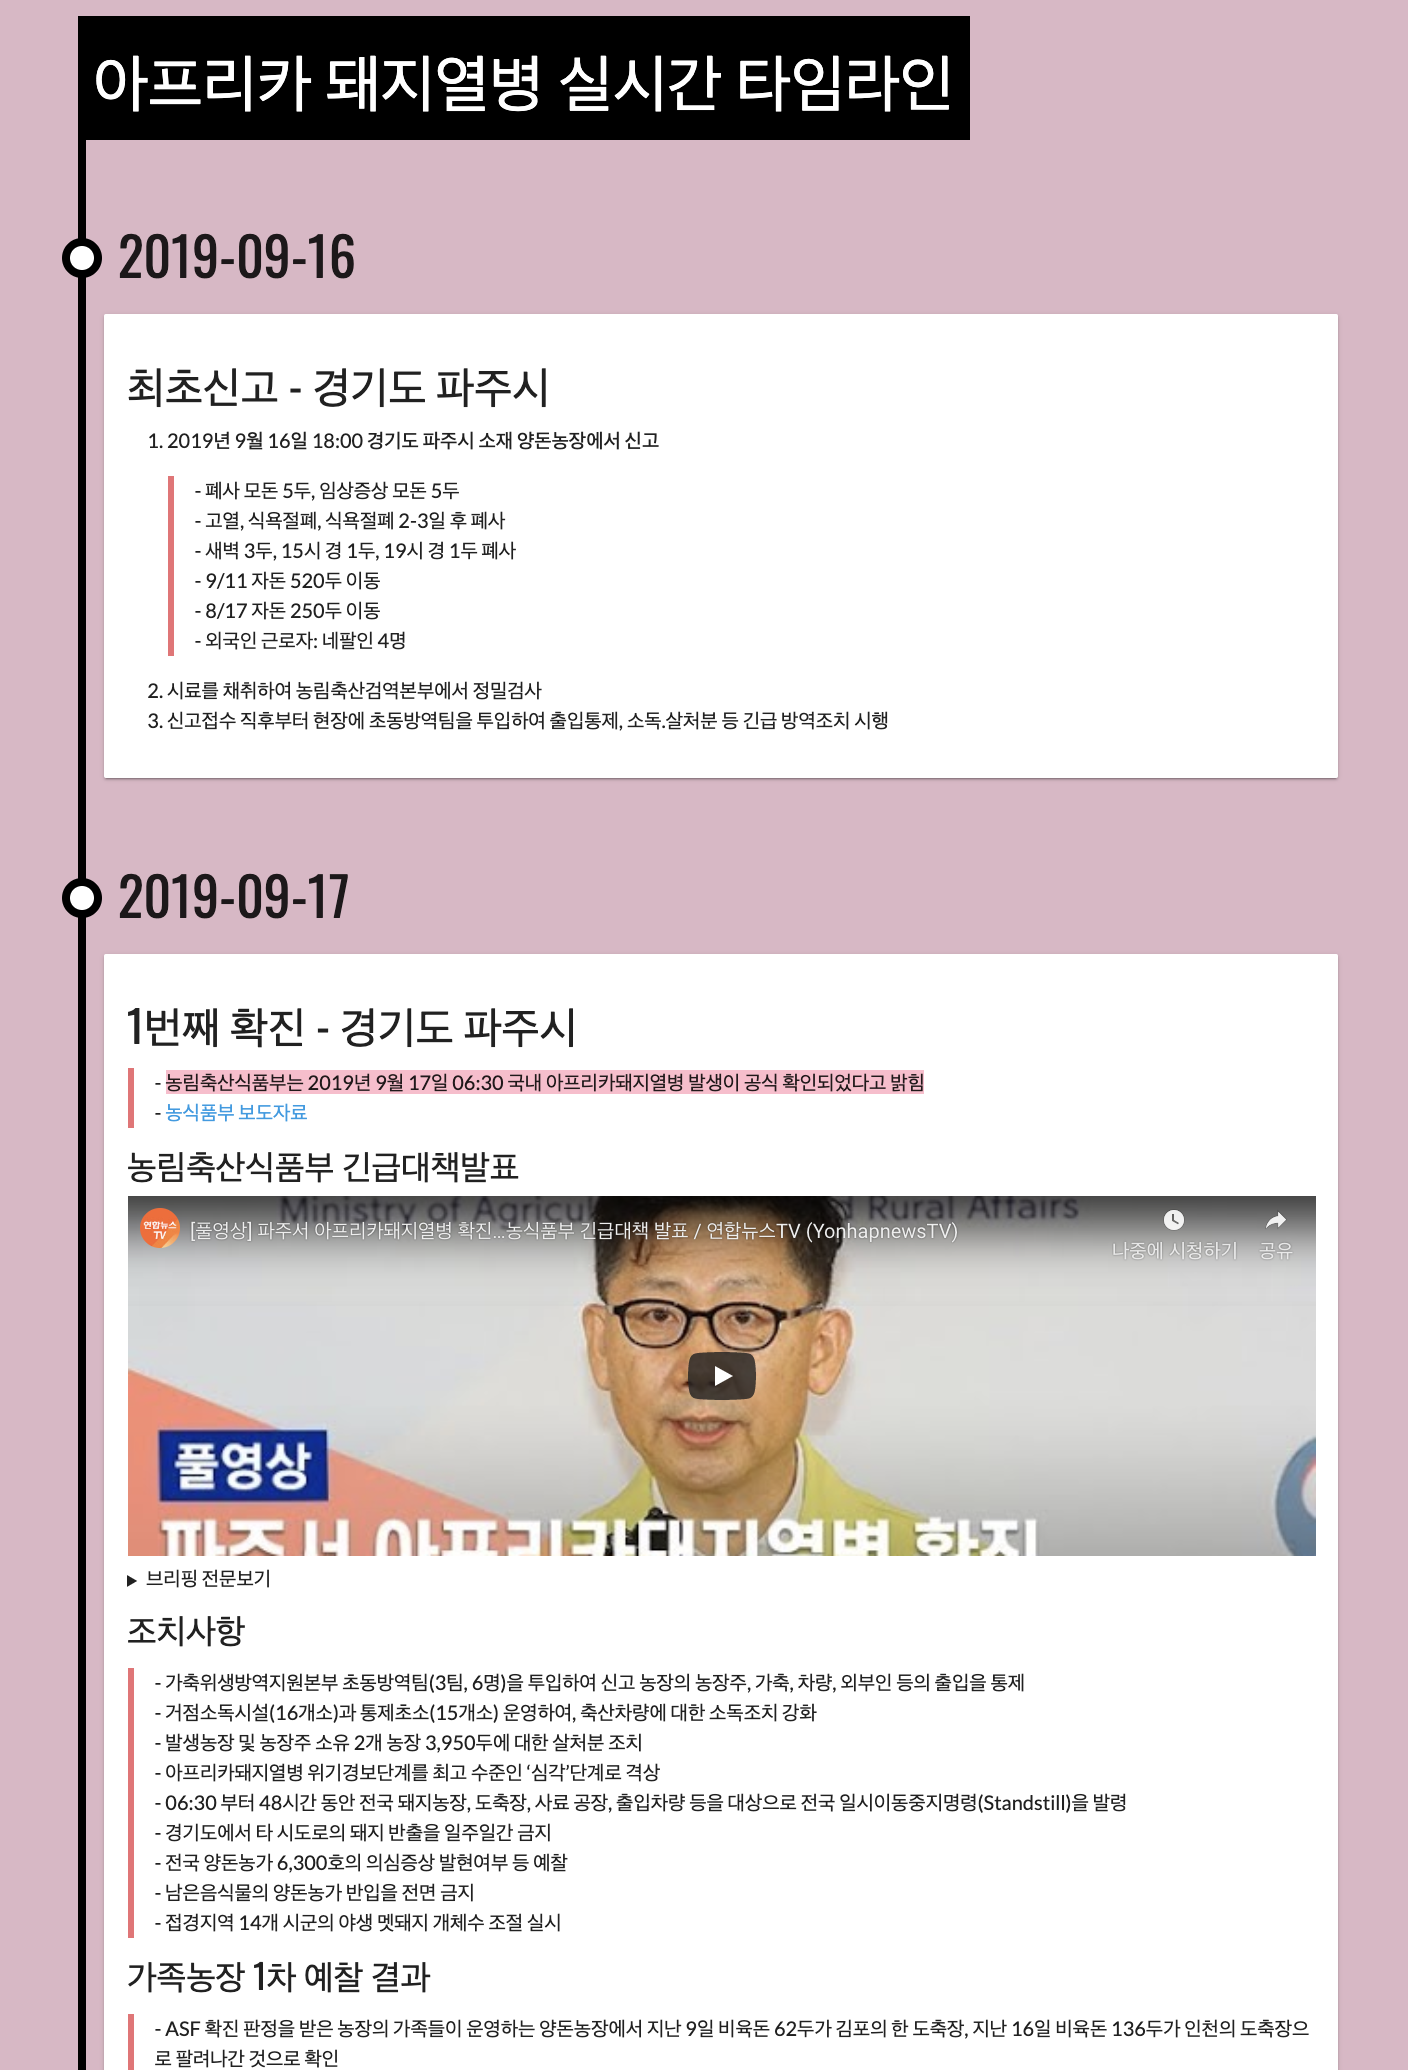 아프리카 돼지열병 실시간 타임라인
2019-09-16
최초신고 - 경기도 파주시
1. 2019년 9월 16일 18:00 경기도 파주시 소재 양돈농장에서 신고
- 폐사 모돈 5두, 임상증상 모돈 5두
- 고열, 식욕절폐, 식욕절폐 2-3일 후 폐사
- 새벽 3두, 15시 경 1두, 19시 경 1두 폐사
- 9/11 자돈 520두 이동
- 8/17 자돈 250두 이동
- 외국인 근로자: 네팔인 4명
2. 시료를 채취하여 농림축산검역본부에서 정밀검사
3. 신고접수 직후부터 현장에 초동방역팀을 투입하여 출입통제, 소독.살처분 등 긴급 방역조치 시행
2019-09-17
1번째 확진 - 경기도 파주시
- 농림축산식품부는 2019년 9월 17일 06:30 국내 아프리카돼지열병 발생이 공식 확인되었다고 밝힘
- 농식품부 보도자료
농림축산식품부 긴급대책발표
Ministry of Agricul d Rural Affairs
연합뉴스 TV
[풀영상] 파주서 아프리카돼지열병 확진...농식품부 긴급대책 발표 / 연합뉴스TV (YonhapnewsTV)
나중에 시청하기 공유
풀영상
파주서 아프리카돼지열병 확진
▶ 브리핑 전문보기
조치사항
- 가축위생방역지원본부 초동방역팀(3팀, 6명)을 투입하여 신고 농장의 농장주, 가축, 차량, 외부인 등의 출입을 통제
- 거점소독시설(16개소)과 통제초소(15개소) 운영하여, 축산차량에 대한 소독조치 강화
- 발생농장 및 농장주 소유 2개 농장 3,950두에 대한 살처분 조치
- 아프리카돼지열병 위기경보단계를 최고 수준인 ‘심각’단계로 격상
- 06:30 부터 48시간 동안 전국 돼지농장, 도축장, 사료 공장, 출입차량 등을 대상으로 전국 일시이동중지명령(Standstill)을 발령
- 경기도에서 타 시도로의 돼지 반출을 일주일간 금지
- 전국 양돈농가 6,300호의 의심증상 발현여부 등 예찰
- 남은음식물의 양돈농가 반입을 전면 금지
- 접경지역 14개 시군의 야생 멧돼지 개체수 조절 실시
가족농장 1차 예찰 결과
- ASF 확진 판정을 받은 농장의 가족들이 운영하는 양돈농장에서 지난 9일 비육돈 62두가 김포의 한 도축장, 지난 16일 비육돈 136두가 인천의 도축장으
로 팔려나간 것으로 확인